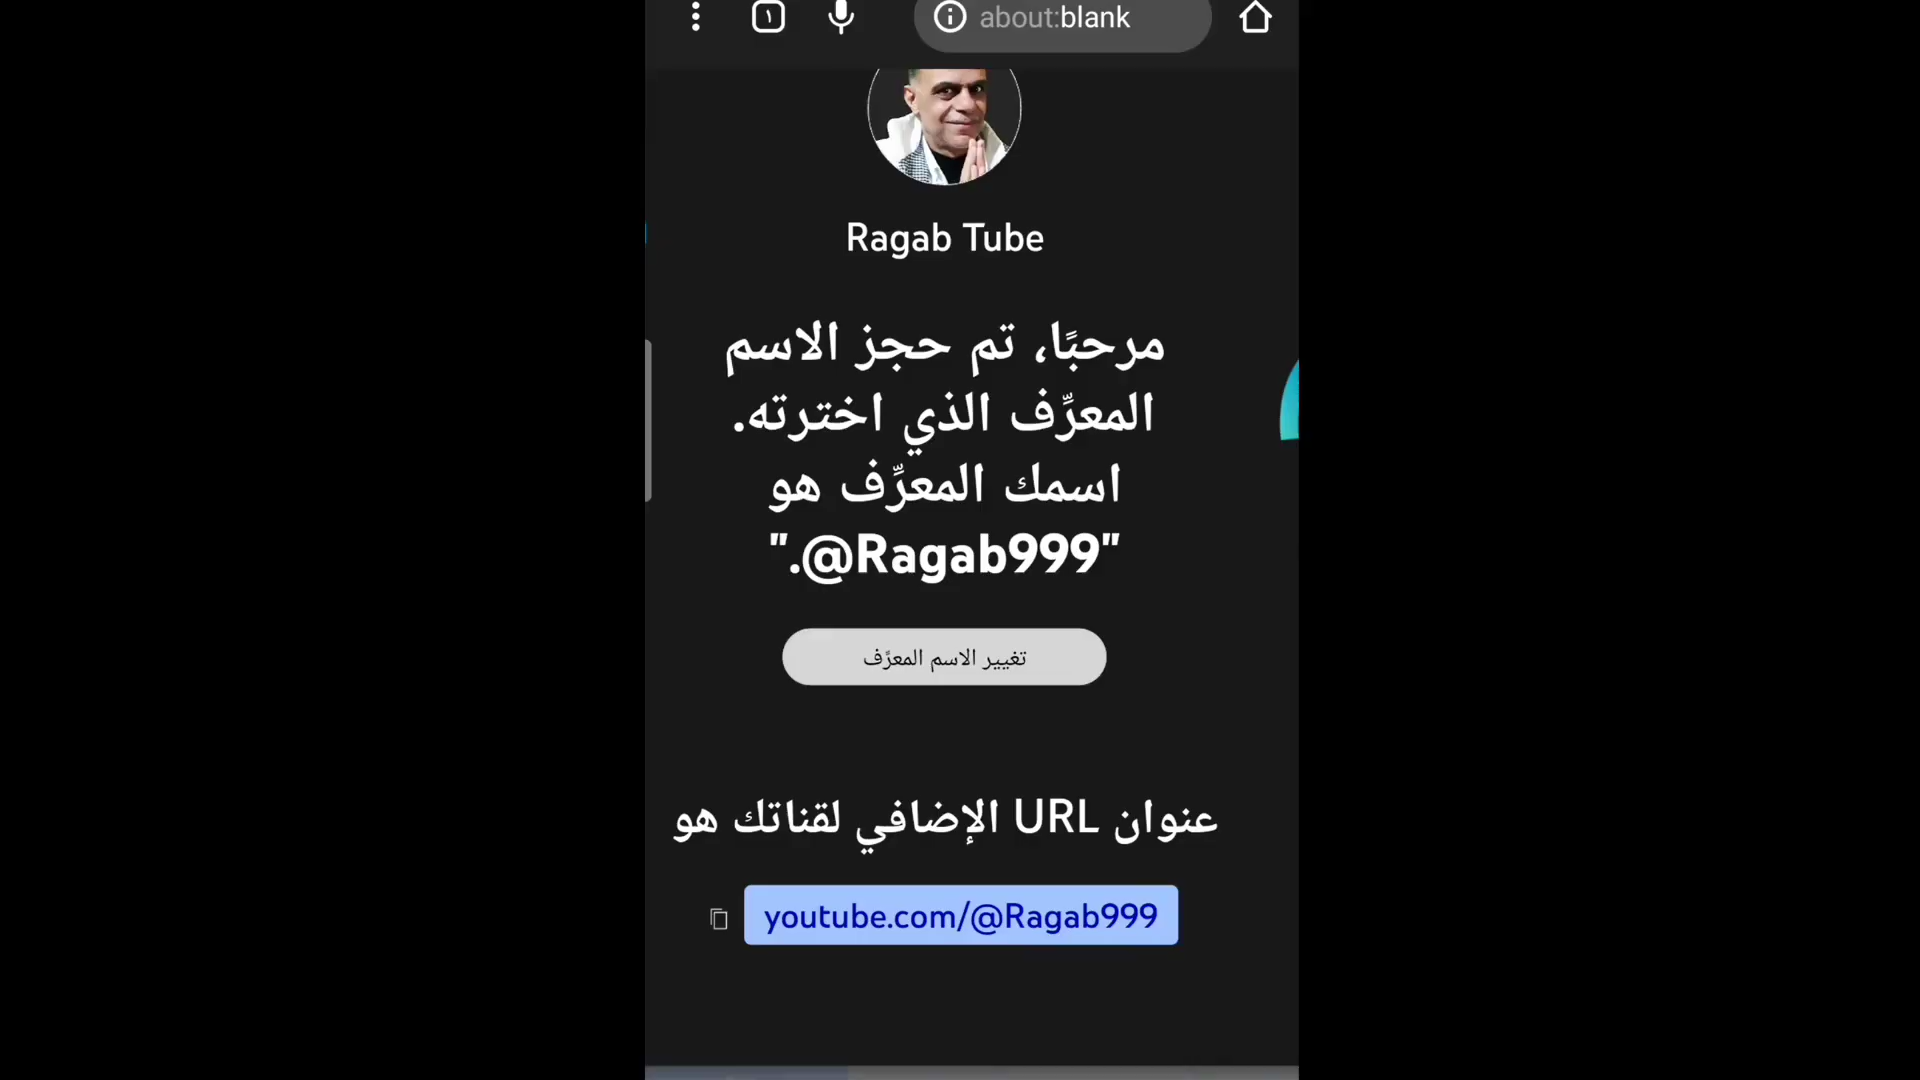 ١
about:blank
Ragab Tube
مرحبًا، تم حجز الاسم
المعرِّف الذي اخترته.
اسمك المعرِّف هو
"@Ragab999."
تغيير الاسم المعرِّف
عنوان URL الإضافي لقناتك هو
youtube.com/@Ragab999